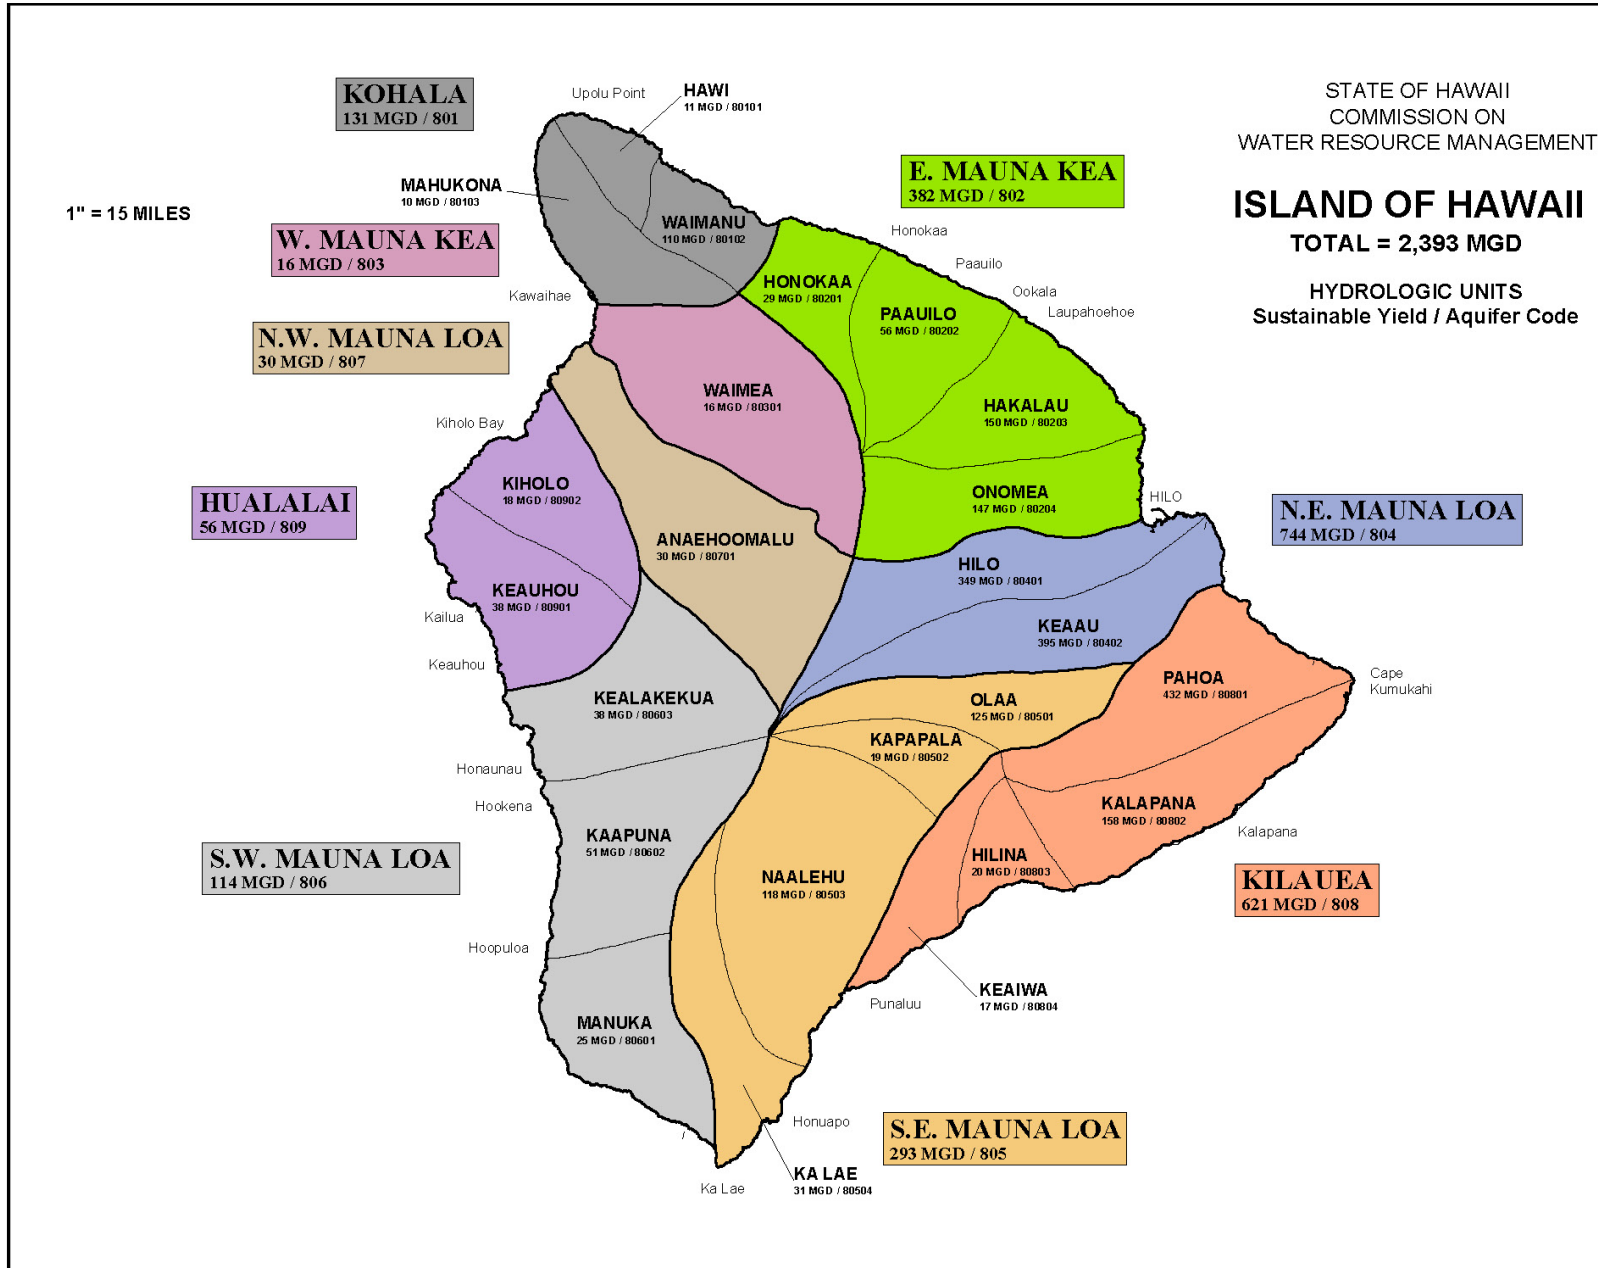 STATE OF HAWAII
COMMISSION ON
WATER RESOURCE MANAGEMENT
ISLAND OF HAWAII
TOTAL = 2,393 MGD
HYDROLOGIC UNITS
Sustainable Yield / Aquifer Code
1" = 15 MILES
KOHALA
131 MGD / 801
Upolu Point
HAWI
11 MGD / 80101
MAHUKONA
10 MGD / 80103
WAIMANU
110 MGD / 80102
E. MAUNA KEA
382 MGD / 802
W. MAUNA KEA
16 MGD / 803
Honokaa
Paauilo
Ookala
Laupahoehoe
Kawaihae
HONOKAA
29 MGD / 80201
PAAUILO
56 MGD / 80202
N.W. MAUNA LOA
30 MGD / 807
WAIMEA
16 MGD / 80301
HAKALAU
150 MGD / 80203
Kiholo Bay
KIHOLO
18 MGD / 80902
ONOMEA
147 MGD / 80204
HILO
HUALALAI
56 MGD / 809
N.E. MAUNA LOA
744 MGD / 804
ANAEHOOMALU
30 MGD / 80701
HILO
349 MGD / 80401
KEAUHOU
38 MGD / 80901
Kailua
KEAAU
395 MGD / 80402
Keauhou
KEALAKEKUA
38 MGD / 80603
OLAA
125 MGD / 80501
PAHOA
432 MGD / 80801
Cape
Kumukahi
KAPAPALA
19 MGD / 80502
Honaunau
Hookena
KALAPANA
158 MGD / 80802
Kalapana
KAAPUNA
51 MGD / 80602
S.W. MAUNA LOA
114 MGD / 806
NAALEHU
118 MGD / 80503
HILINA
20 MGD / 80803
KILAUEA
621 MGD / 808
Hoopuloa
KEAIWA
17 MGD / 80804
Punaluu
MANUKA
25 MGD / 80601
Honuapo
S.E. MAUNA LOA
293 MGD / 805
KA LAE
31 MGD / 80504
Ka Lae